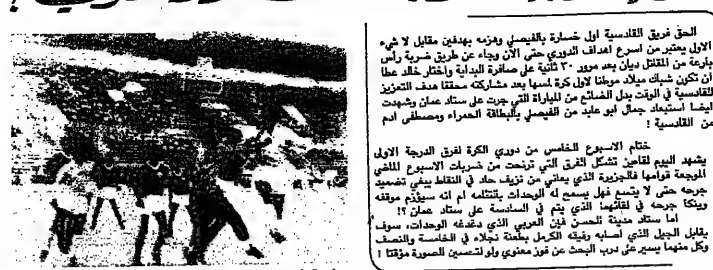 الحق فريق القادسية اول خسارة بالفيصلي وهزمه بهدفين مقابل لا شيء
الاول يعتبر من اسرع اهداف الدوري حتى الآن وجاء عن طريق ضربة رأس
بارعة من المقاتل ديان بعد مرور ٣٠ ثانية على صافرة البداية واختار خالد عطا
أن تكون شباك ميلاد موطنا لاول كرة لمسها بعد مشاركته محققا هدف التعزيز
للقادسية في الوقت بدل الضائع من المباراة التي جرت على ستاد عمان وشهدت
ايضا استبعاد جمال ابو عابد من الفيصلي بالبطاقة الحمراء ومصطفى ادم
من القادسية !
ختام الاسبوع الخامس من دوري الكرة لفرق الدرجة الاولى
يشهد اليوم لقاءين تشكل الفرق التي ترنحت من ضربات الاسبوع الماضي
الموجعة قوامها فالجزيرة الذي يعاني من نزيف حاد في النقاط يبغي تضميد
جرحه حتى لا يتسع فهل يسمح له الوحدات بالتئامه ام انه سيؤزم موقفه
وينكأ جرحه في لقائهما الذي يتم في السادسة على ستاد عمان ؟!
اما ستاد مدينة الحسن فإن العربي الذي دغدغه الوحدات، سوف
يقابل الجيل الذي اصابه رفيقه الكرمل بطعنة نجلاء في الخامسة والنصف
وكل منهما يسير على درب البحث عن فوز معنوي ولو لتحسين الصورة مؤقتا !